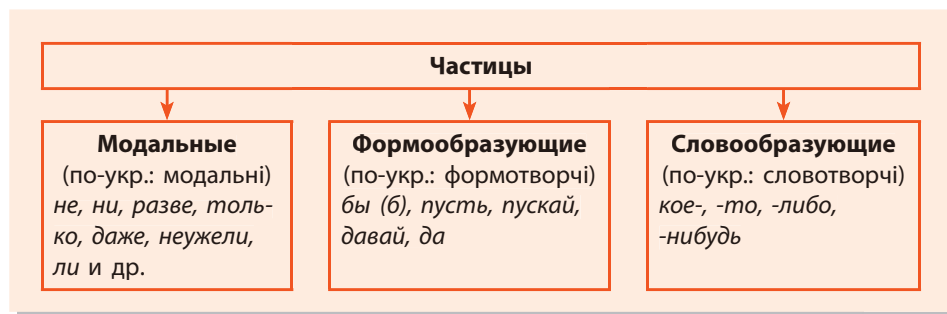 Частицы
Модальные
(по-укр.: модальні)
не, ни, разве, толь-
ко, даже, неужели,
ли и др.
Формообразующие
(по-укр.: формотворчі)
бы (б), пусть, пускай,
давай, да
Словообразующие
(по-укр.: словотворчі)
кое-, -то, -либо,
-нибудь